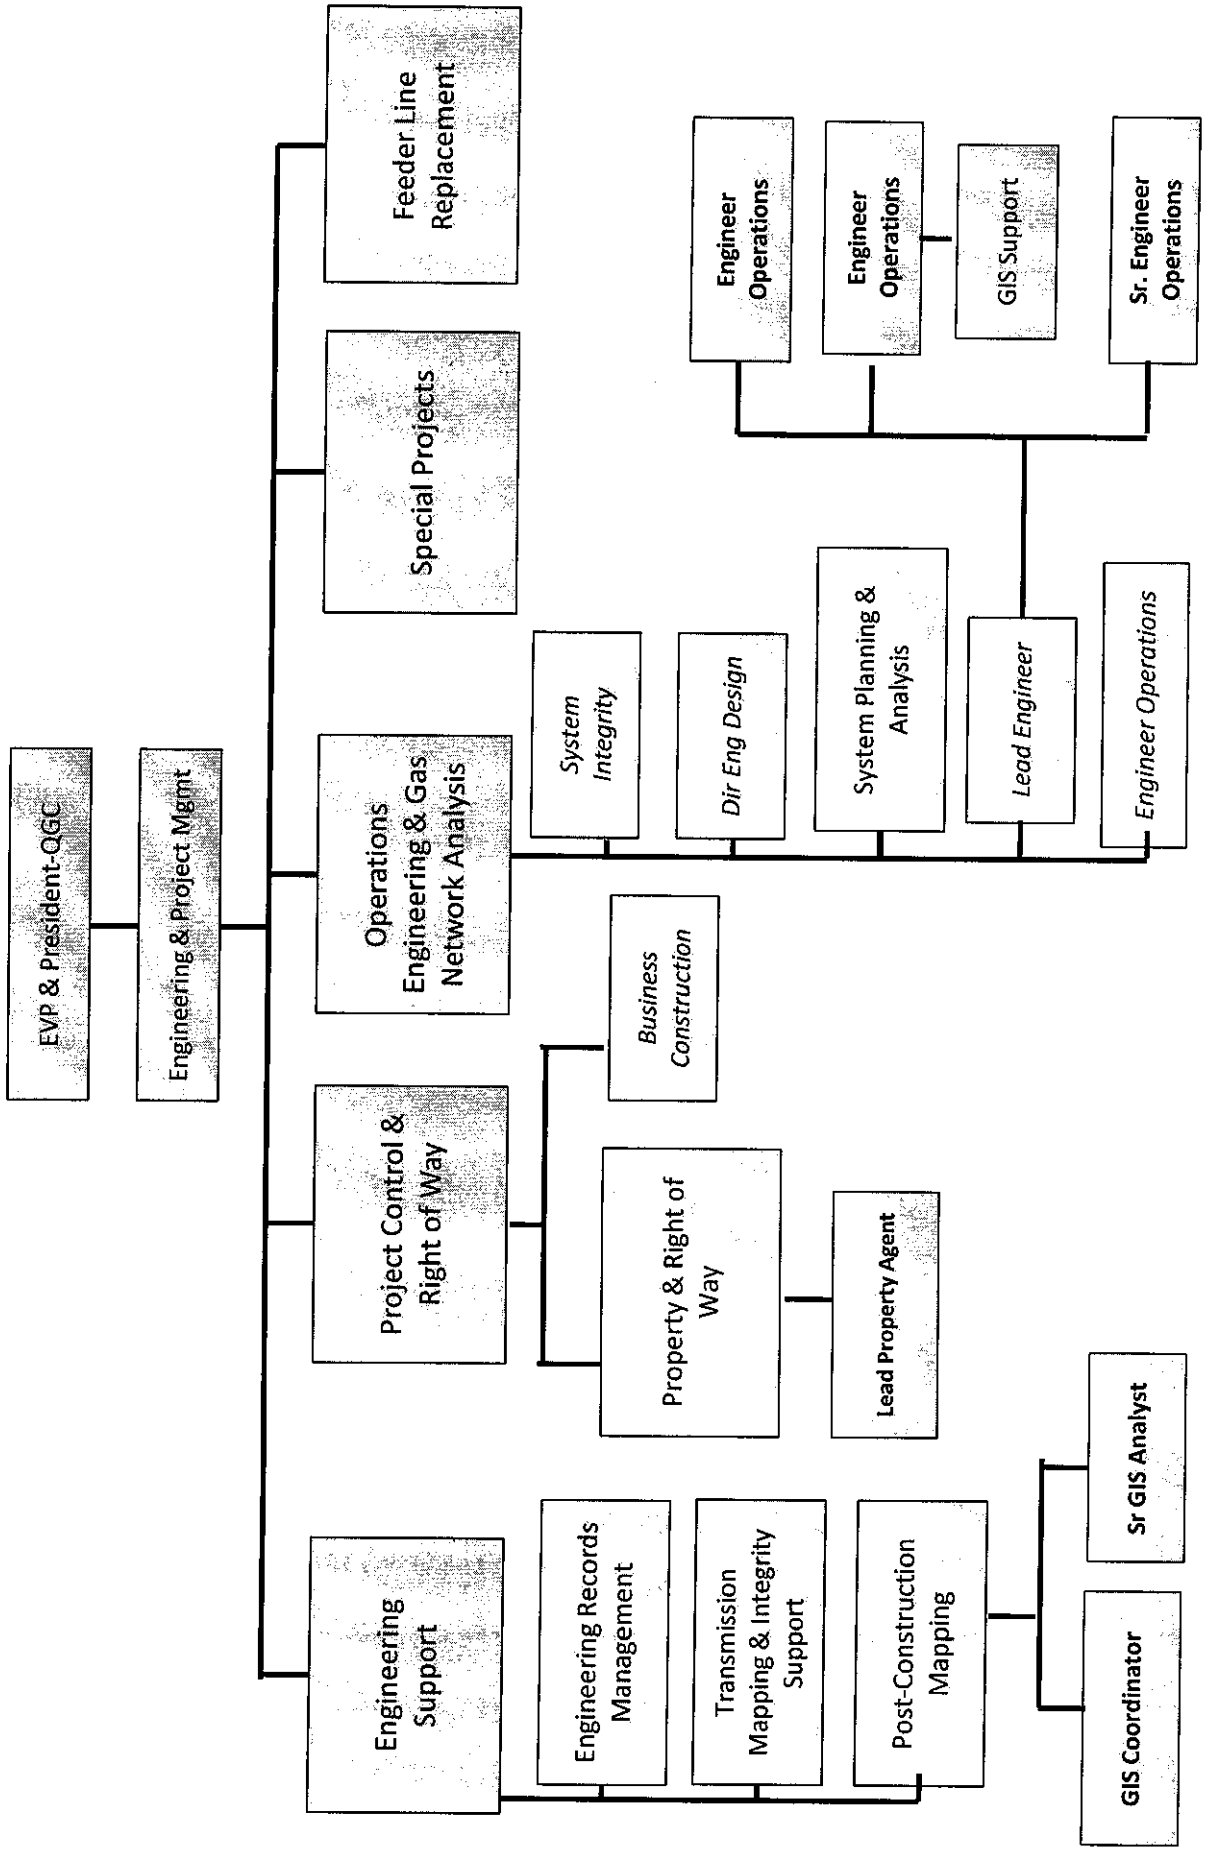 EVP & President-QGC
Engineering & Project Mgmt
Engineering
Support
Project Control &
Right of Way
Operations
Engineering & Gas
Network Analysis
Special Projects
Feeder Line
Replacement
Engineering Records
Management
Transmission
Mapping & Integrity
Support
Post-Construction
Mapping
GIS Coordinator
Sr GIS Analyst
Property & Right of
Way
Lead Property Agent
Business
Construction
System
Integrity
Dir Eng Design
System Planning &
Analysis
Lead Engineer
Engineer Operations
Engineer
Operations
Engineer
Operations
GIS Support
Sr. Engineer
Operations